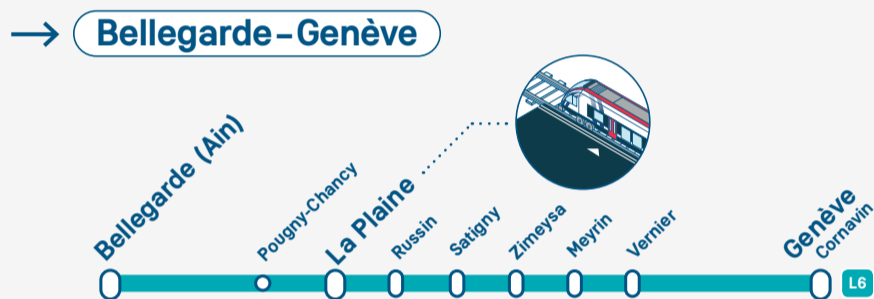 Bellegarde – Genève
Bellegarde (Ain)
Pougny-Chancy
La Plaine
Russin
Satigny
Zimeysa
Meyrin
Vernier
Genève
Cornavin
L6